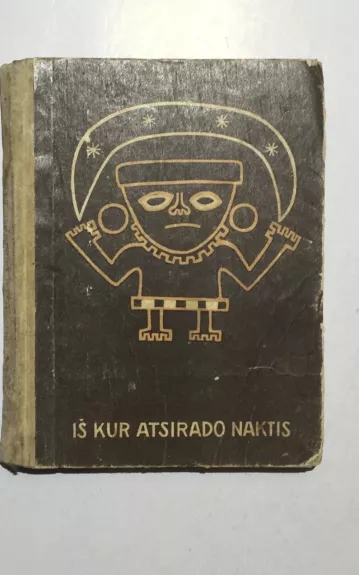 IŠ KUR ATSIRADO NAKTIS